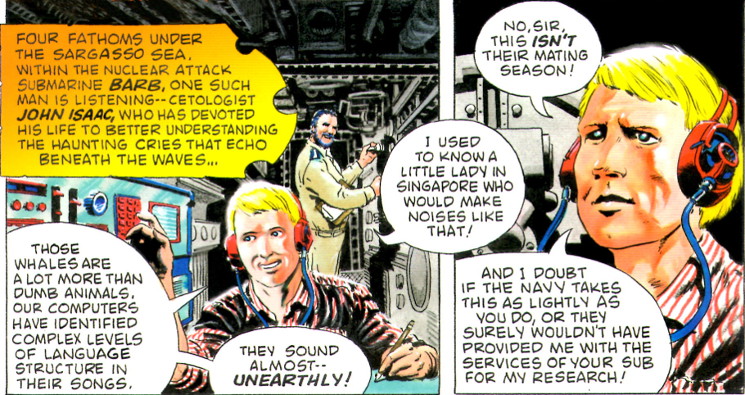 FOUR FATHOMS UNDER
THE SARGASSO SEA,
WITHIN THE NUCLEAR ATTACK
SUBMARINE BARB, ONE SUCH
MAN IS LISTENING-- CETOLOGIST
JOHN ISAAC, WHO HAS DEVOTED
HIS LIFE TO BETTER UNDERSTANDING
THE HAUNTING CRIES THAT ECHO
BENEATH THE WAVES...
THOSE
WHALES ARE
A LOT MORE THAN
DUMB ANIMALS.
OUR COMPUTERS
HAVE IDENTIFIED
COMPLEX LEVELS
OF LANGUAGE
STRUCTURE IN
THEIR SONGS.
THEY SOUND
ALMOST--
UNEARTHLY!
I USED
TO KNOW A
LITTLE LADY IN
SINGAPORE WHO
WOULD MAKE
NOISES LIKE
THAT!
NO, SIR,
THIS ISN'T
THEIR MATING
SEASON!
AND I DOUBT
IF THE NAVY TAKES
THIS AS LIGHTLY AS
YOU DO, OR THEY
SURELY WOULDN'T HAVE
PROVIDED ME WITH THE
SERVICES OF YOUR SUB
FOR MY RESEARCH!